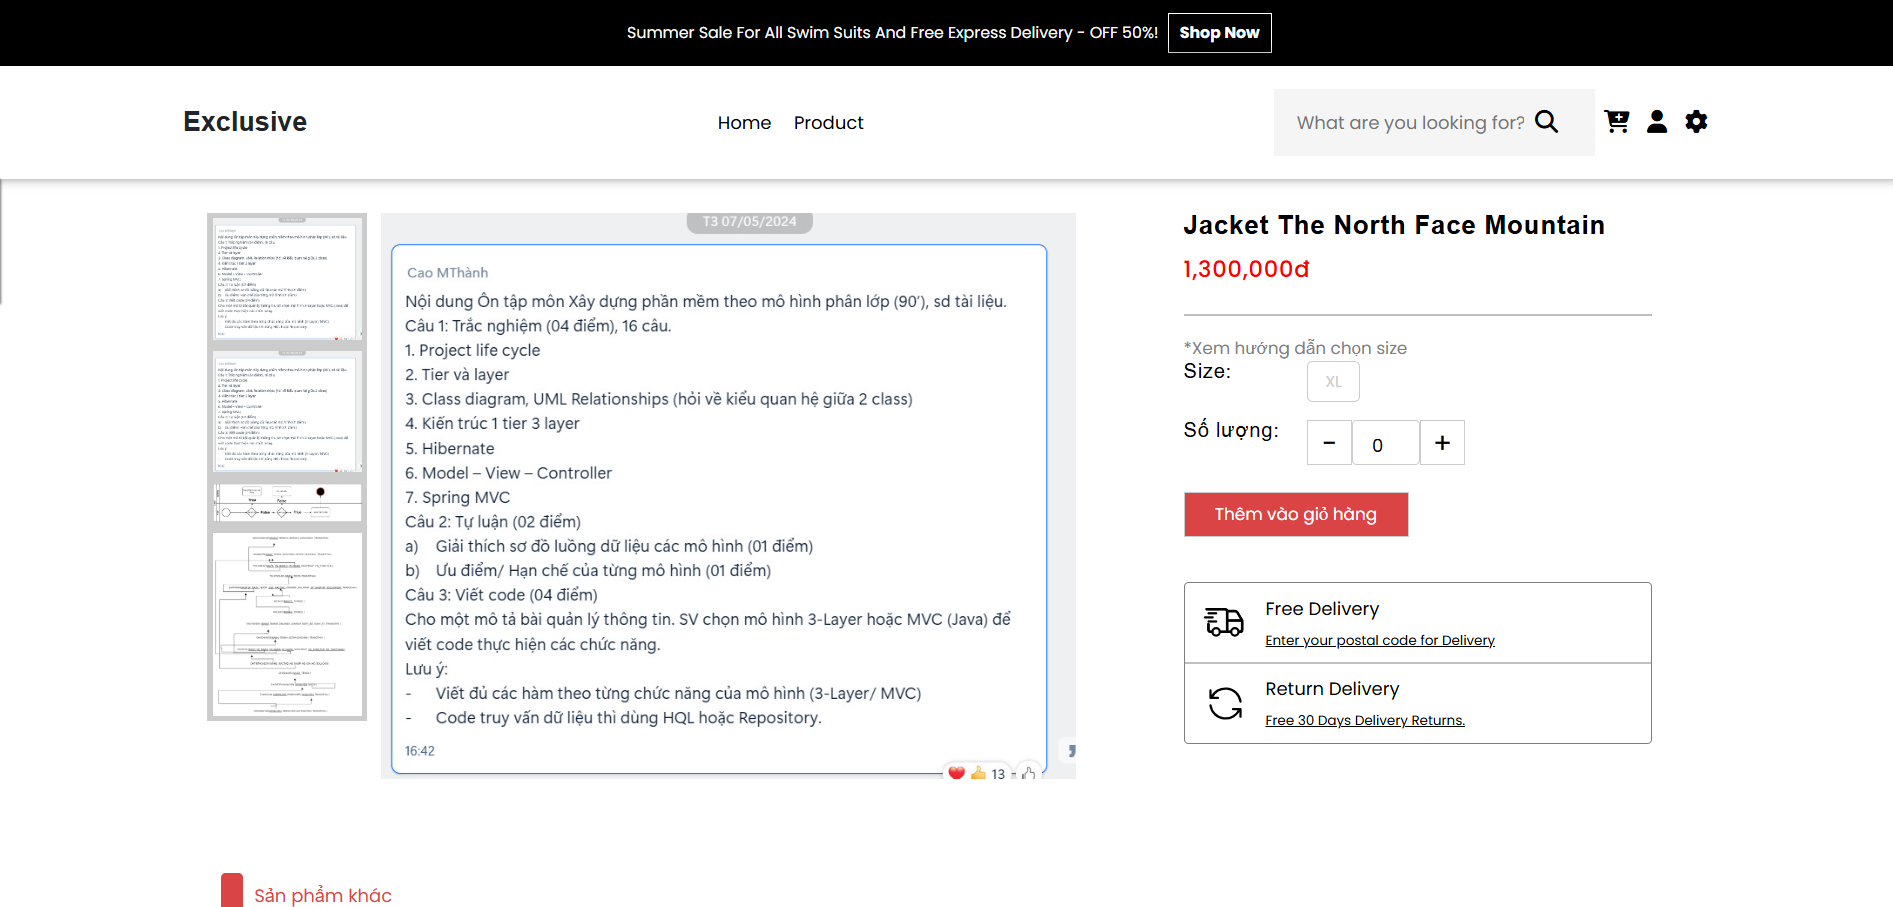 Summer Sale For All Swim Suits And Free Express Delivery - OFF 50%! Shop Now
Exclusive
Home Product
What are you looking for?
T3 07/05/2024
Cao MThành
Nội dung Ôn tập môn Xây dựng phần mềm theo mô hình phân lớp (90'), sd tài liệu.
Câu 1: Trắc nghiệm (04 điểm), 16 câu.
1. Project life cycle
2. Tier và layer
3. Class diagram, UML Relationships (hỏi về kiểu quan hệ giữa 2 class)
4. Kiến trúc 1 tier 3 layer
5. Hibernate
6. Model – View – Controller
7. Spring MVC
Câu 2: Tự luận (02 điểm)
a) Giải thích sơ đồ luồng dữ liệu các mô hình (01 điểm)
b) Ưu điểm/ Hạn chế của từng mô hình (01 điểm)
Câu 3: Viết code (04 điểm)
Cho một mô tả bài quản lý thông tin. SV chọn mô hình 3-Layer hoặc MVC (Java) để
viết code thực hiện các chức năng.
Lưu ý:
- Viết đủ các hàm theo từng chức năng của mô hình (3-Layer/ MVC)
- Code truy vấn dữ liệu thì dùng HQL hoặc Repository.
16:42
13
Jacket The North Face Mountain
1,300,000đ
*Xem hướng dẫn chọn size
Size:
XL
Số lượng:
- 0 +
Thêm vào giỏ hàng
Free Delivery
Enter your postal code for Delivery
Return Delivery
Free 30 Days Delivery Returns.
Sản phẩm khác